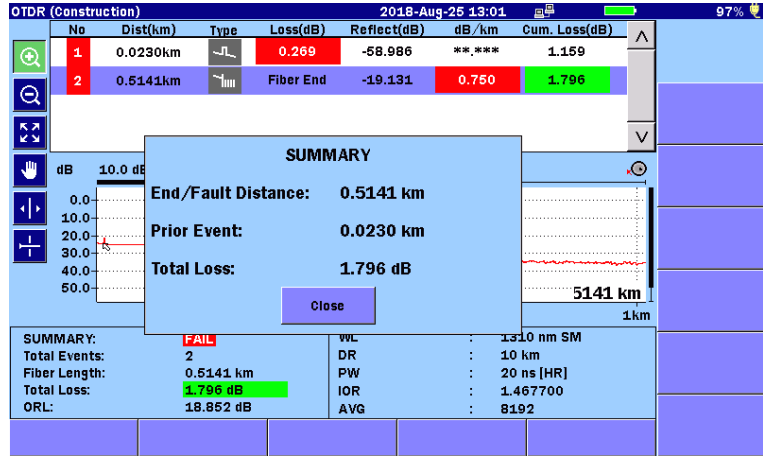 OTDR (Construction) 2018-Aug-25 13:01 97%
No Dist(km) Type Loss(dB) Reflect(dB) dB/km Cum. Loss(dB)
1 0.0230km 0.269 -58.986 **.*** 1.159
2 0.5141km Fiber End -19.131 0.750 1.796
SUMMARY
dB 10.0 dB
End/Fault Distance: 0.5141 km
0.0
10.0
Prior Event: 0.0230 km
20.0
30.0
Total Loss: 1.796 dB
40.0
50.0
5141 km
Close
1km
SUMMARY: FAIL
Total Events: 2
Fiber Length: 0.5141 km
Total Loss: 1.796 dB
ORL: 18.852 dB
WL : 1310 nm SM
DR : 10 km
PW : 20 ns [HR]
IOR : 1.467700
AVG : 8192